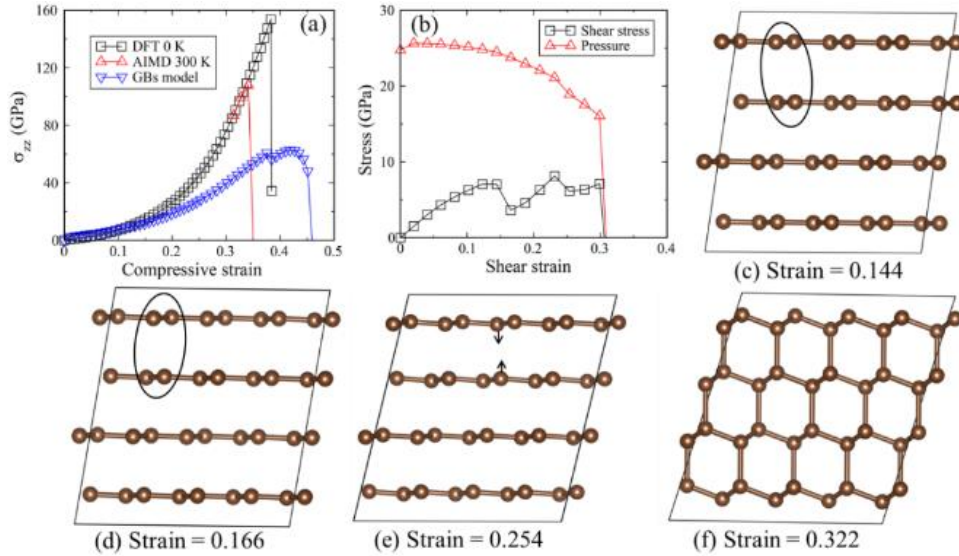 (a)
DFT 0 K
AIMD 300 K
GBs model
160
120
80
40
0
σzz (GPa)
0 0.1 0.2 0.3 0.4 0.5
Compressive strain
(b)
Shear stress
Pressure
30
20
10
0
Stress (GPa)
0 0.1 0.2 0.3 0.4
Shear strain
(c) Strain = 0.144
(d) Strain = 0.166
(e) Strain = 0.254
(f) Strain = 0.322